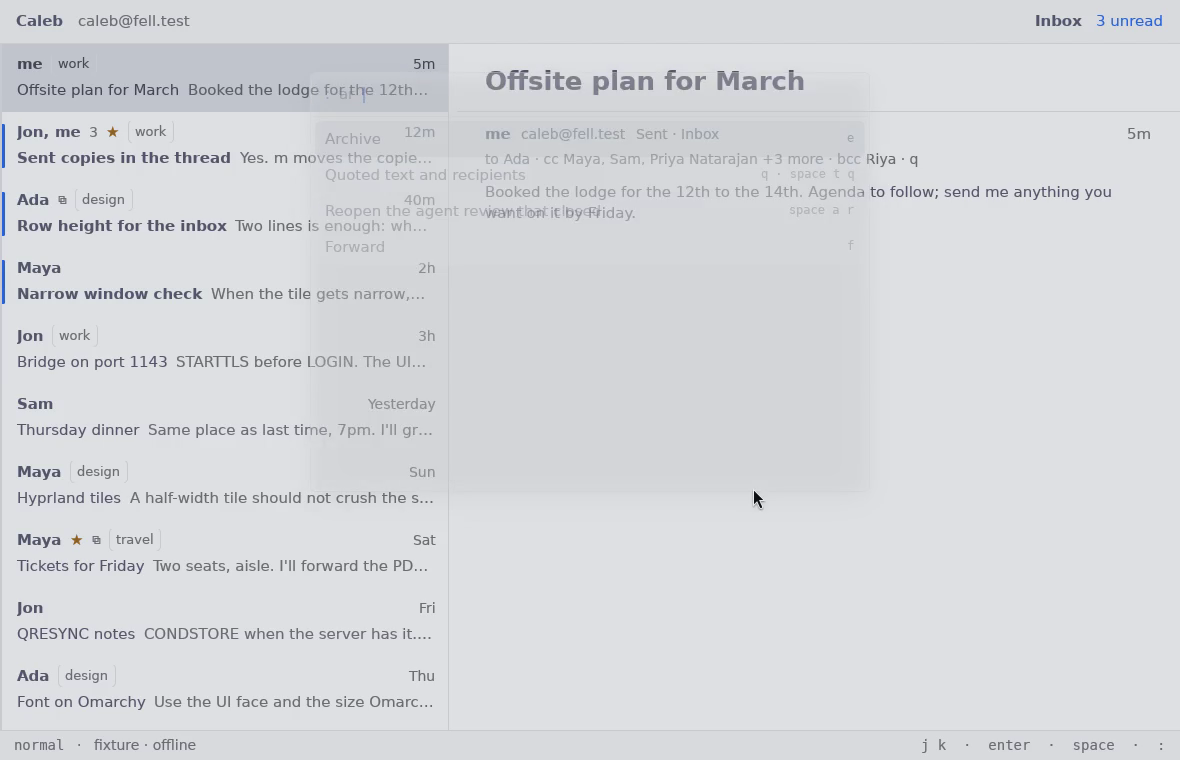 Caleb caleb@fell.test
Inbox 3 unread
me work 5m
Offsite plan for March Booked the lodge for the 12th…
Jon, me 3 ★ work 12m
Sent copies in the thread Yes. m moves the copie…
Ada ⧉ design 40m
Row height for the inbox Two lines is enough: wh…
Maya 2h
Narrow window check When the tile gets narrow,…
Jon work 3h
Bridge on port 1143 STARTTLS before LOGIN. The UI…
Sam Yesterday
Thursday dinner Same place as last time, 7pm. I'll gr…
Maya design Sun
Hyprland tiles A half-width tile should not crush the s…
Maya ★ ⧉ travel Sat
Tickets for Friday Two seats, aisle. I'll forward the PD…
Jon Fri
QRESYNC notes CONDSTORE when the server has it.…
Ada design Thu
Font on Omarchy Use the UI face and the size Omarc…
Offsite plan for March
me caleb@fell.test Sent · Inbox 5m
to Ada · cc Maya, Sam, Priya Natarajan +3 more · bcc Riya · q
Booked the lodge for the 12th to the 14th. Agenda to follow; send me anything you
want on it by Friday.
: ar
Archive e
Quoted text and recipients q · space t q
Reopen the agent review that closed space a r
Forward f
normal · fixture · offline
j k · enter · space · :